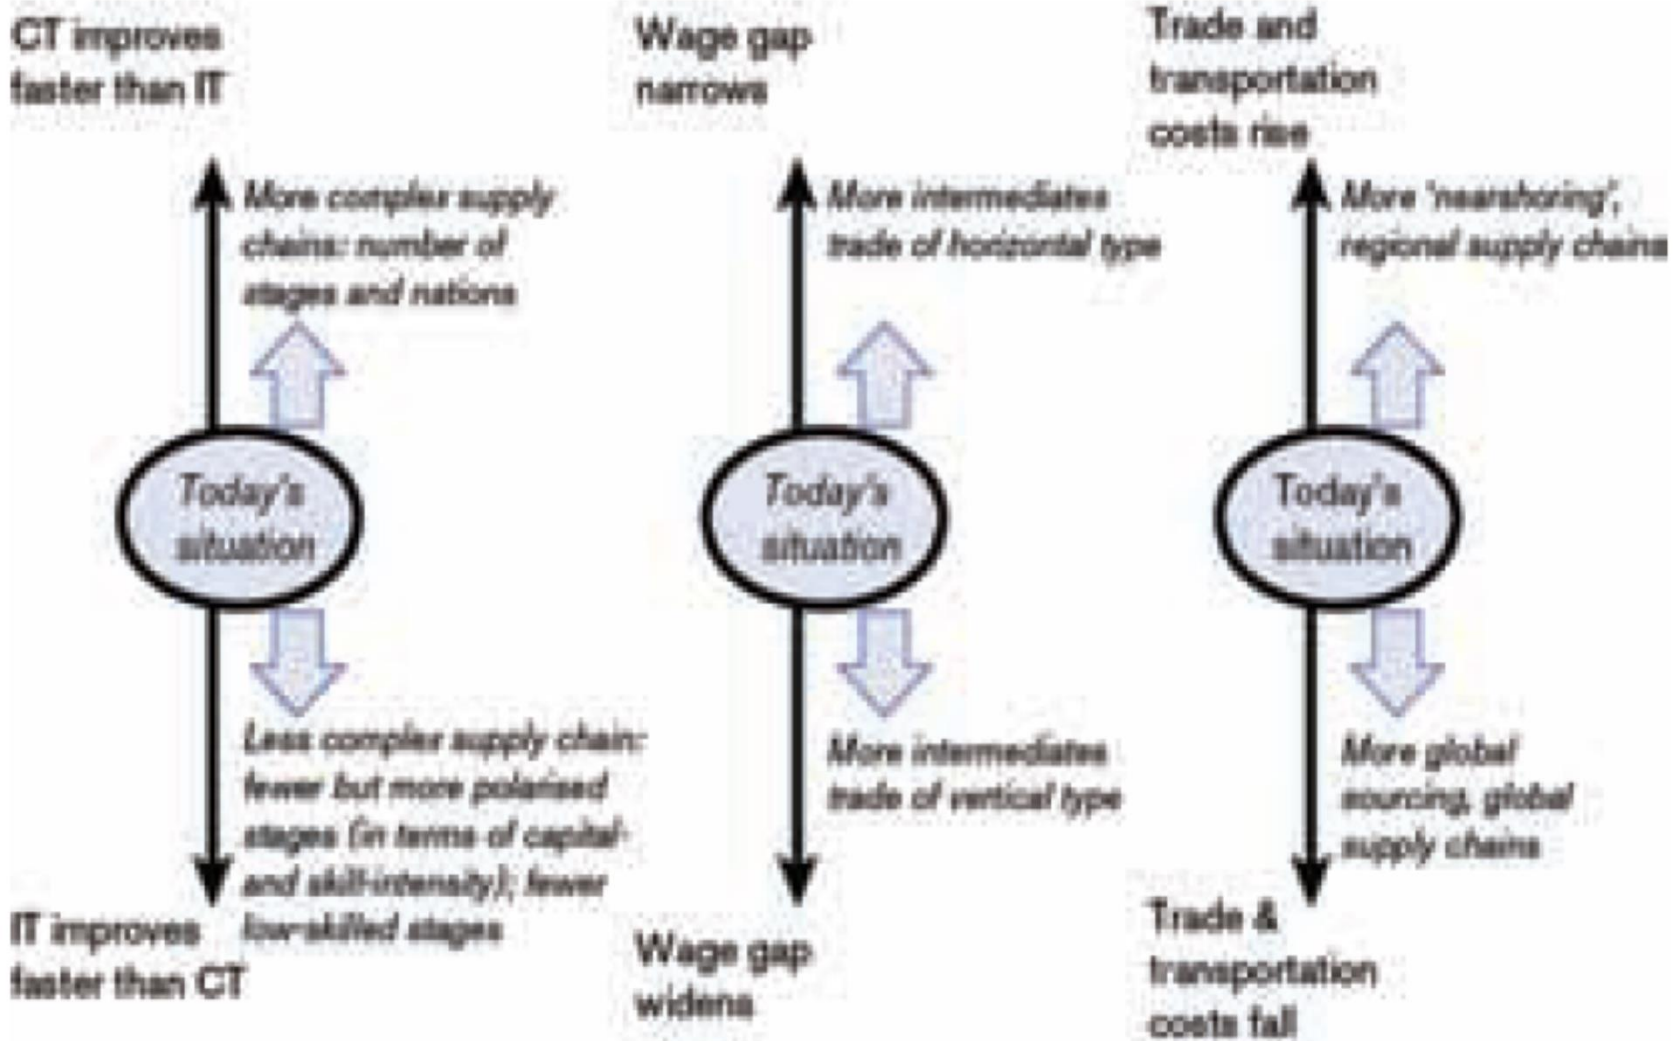 CT improves
faster than IT
More complex supply
chains: number of
stages and nations
Today's
situation
Less complex supply chain:
fewer but more polarised
stages (in terms of capital-
and skill-intensity); fewer
low-skilled stages
IT improves
faster than CT
Wage gap
narrows
More intermediates
trade of horizontal type
Today's
situation
More intermediates
trade of vertical type
Wage gap
widens
Trade and
transportation
costs rise
More 'nearshoring',
regional supply chains
Today's
situation
More global
sourcing, global
supply chains
Trade &
transportation
costs fall